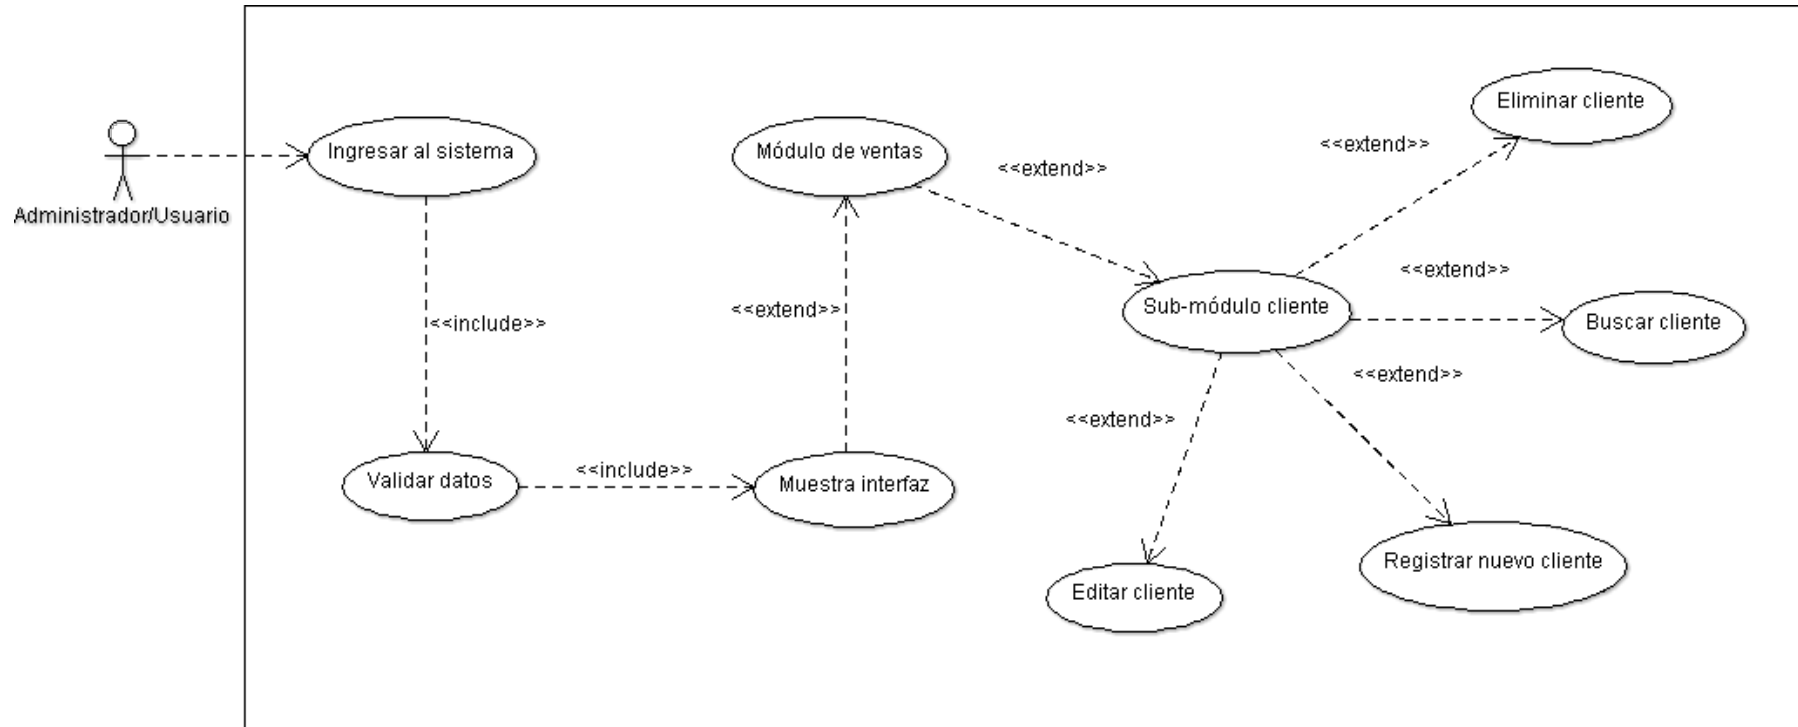 Administrador/Usuario
Ingresar al sistema
<<include>>
Validar datos
<<include>>
Muestra interfaz
<<extend>>
Módulo de ventas
<<extend>>
Sub-módulo cliente
<<extend>>
Eliminar cliente
<<extend>>
Buscar cliente
<<extend>>
Registrar nuevo cliente
<<extend>>
Editar cliente